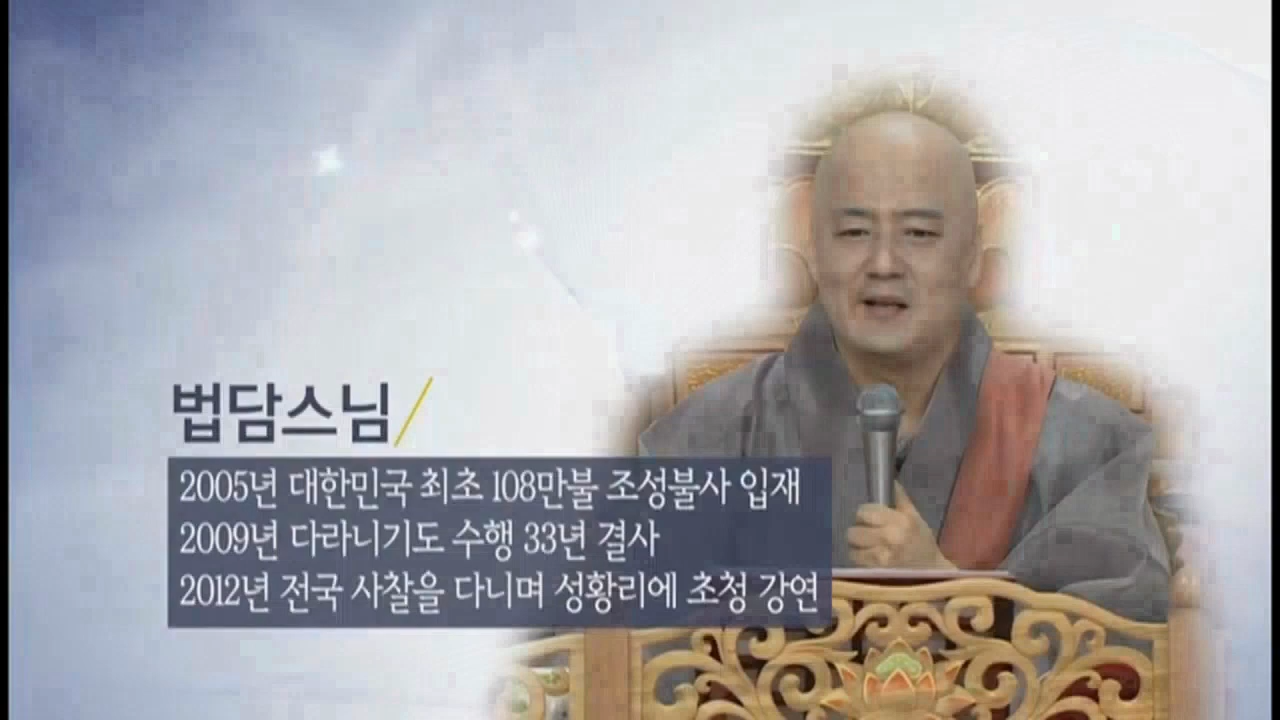 법담스님
2005년 대한민국 최초 108만불 조성불사 입재
2009년 다라니기도 수행 33년 결사
2012년 전국 사찰을 다니며 성황리에 초청 강연